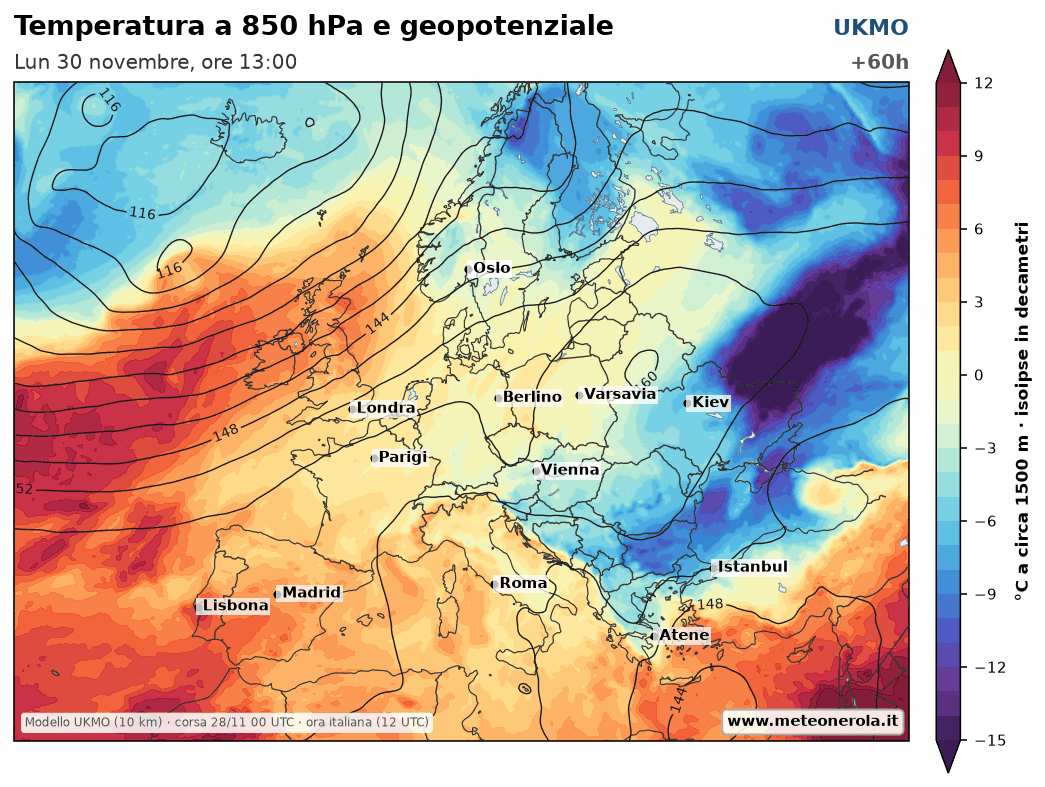 Temperatura a 850 hPa e geopotenziale
UKMO
Lun 30 novembre, ore 13:00
+60h
116
116
116
144
148
52
60
148
144
Oslo
Londra
Berlino
Varsavia
Kiev
Parigi
Vienna
Istanbul
Roma
Madrid
Lisbona
Atene
Modello UKMO (10 km) · corsa 28/11 00 UTC · ora italiana (12 UTC)
www.meteonerola.it
12
9
6
3
0
−3
−6
−9
−12
−15
°C a circa 1500 m · isoipse in decametri